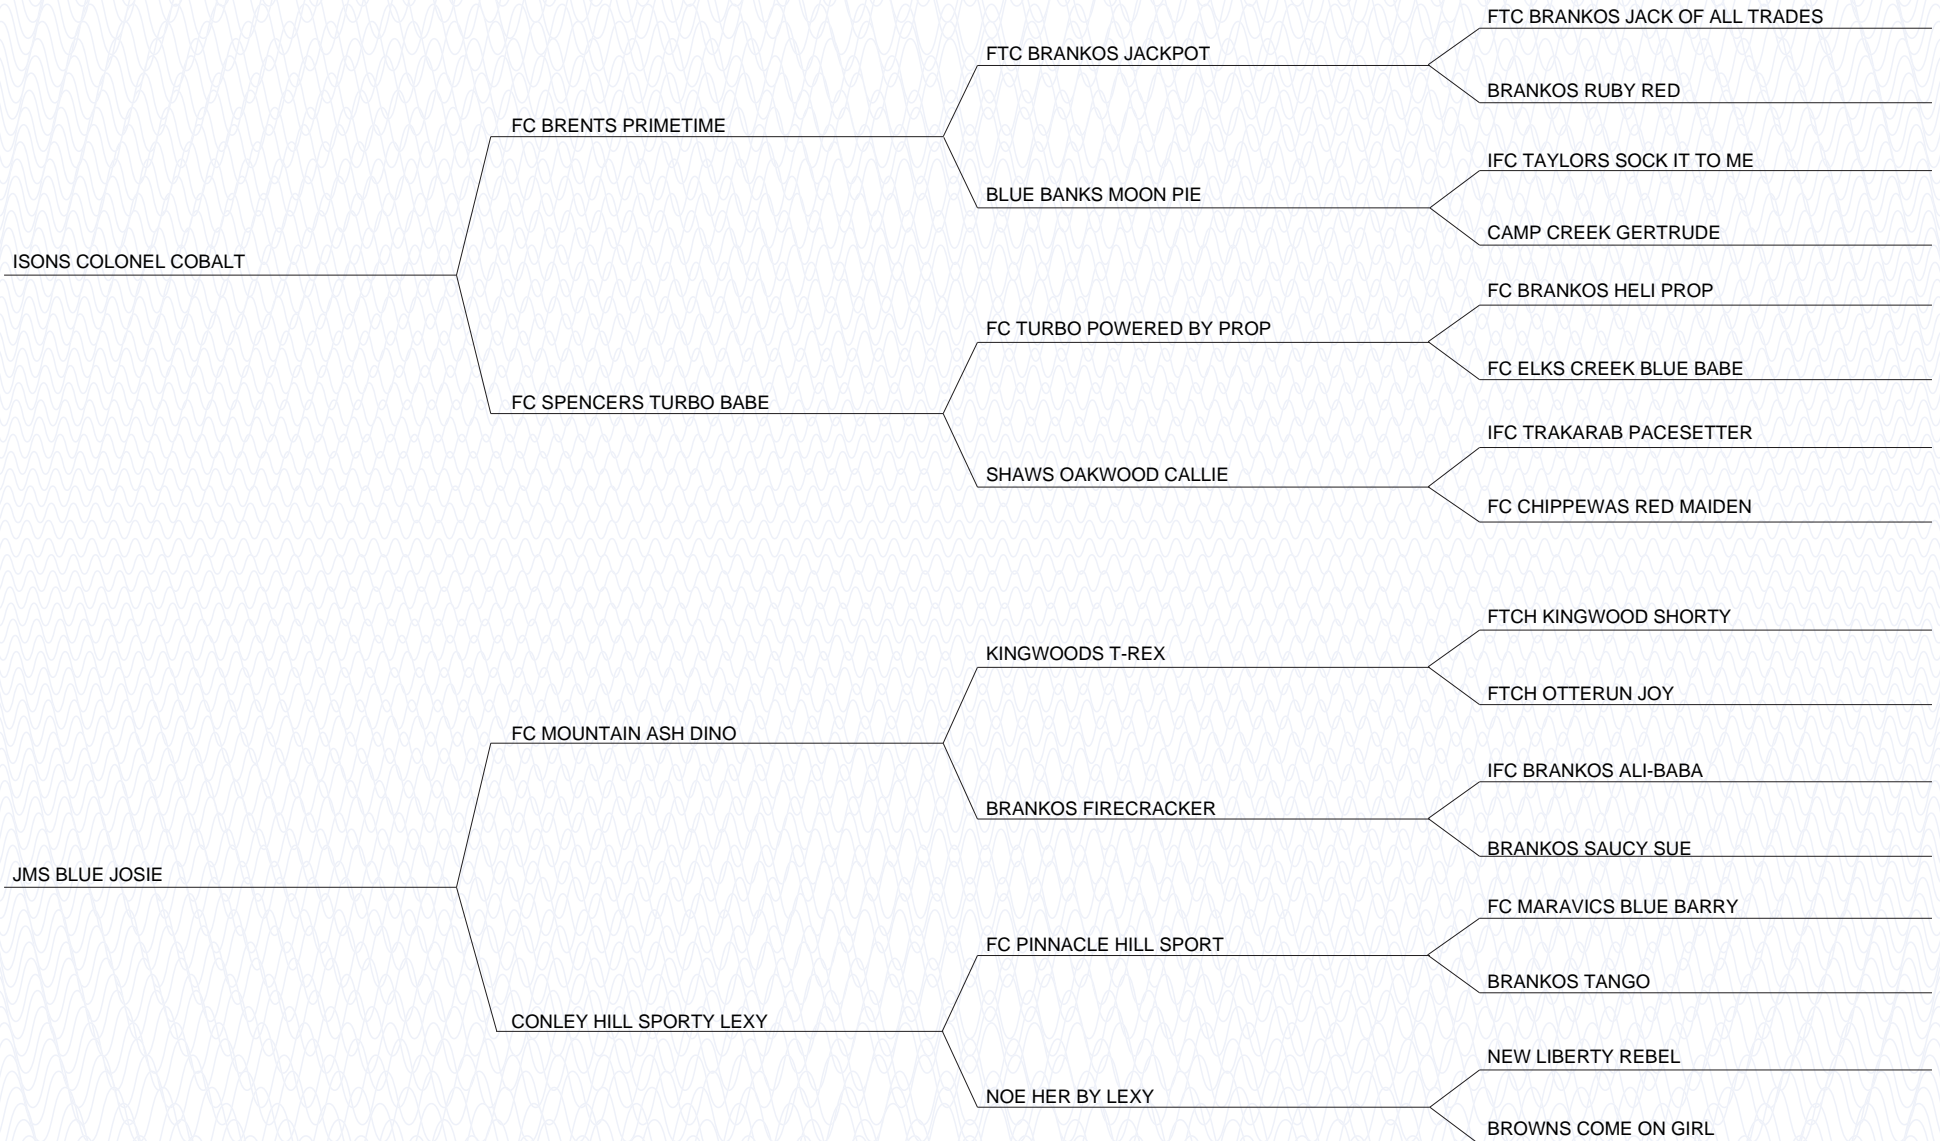 FTC BRANKOS JACK OF ALL TRADES
FTC BRANKOS JACKPOT
BRANKOS RUBY RED
FC BRENTS PRIMETIME
IFC TAYLORS SOCK IT TO ME
BLUE BANKS MOON PIE
CAMP CREEK GERTRUDE
ISONS COLONEL COBALT
FC BRANKOS HELI PROP
FC TURBO POWERED BY PROP
FC ELKS CREEK BLUE BABE
FC SPENCERS TURBO BABE
IFC TRAKARAB PACESETTER
SHAWS OAKWOOD CALLIE
FC CHIPPEWAS RED MAIDEN
FTCH KINGWOOD SHORTY
KINGWOODS T-REX
FTCH OTTERUN JOY
FC MOUNTAIN ASH DINO
IFC BRANKOS ALI-BABA
BRANKOS FIRECRACKER
BRANKOS SAUCY SUE
JMS BLUE JOSIE
FC MARAVICS BLUE BARRY
FC PINNACLE HILL SPORT
BRANKOS TANGO
CONLEY HILL SPORTY LEXY
NEW LIBERTY REBEL
NOE HER BY LEXY
BROWNS COME ON GIRL